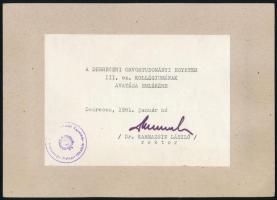 A DEBRECENI ORVOSTUDOMÁNYI EGYETEM
III. sz. KOLLÉGIUMÁNAK
AVATÁSA EMLÉKÉRE
Debrecen, 1981. január hó
/ Dr. KARMAZSIN LÁSZLÓ /
rektor